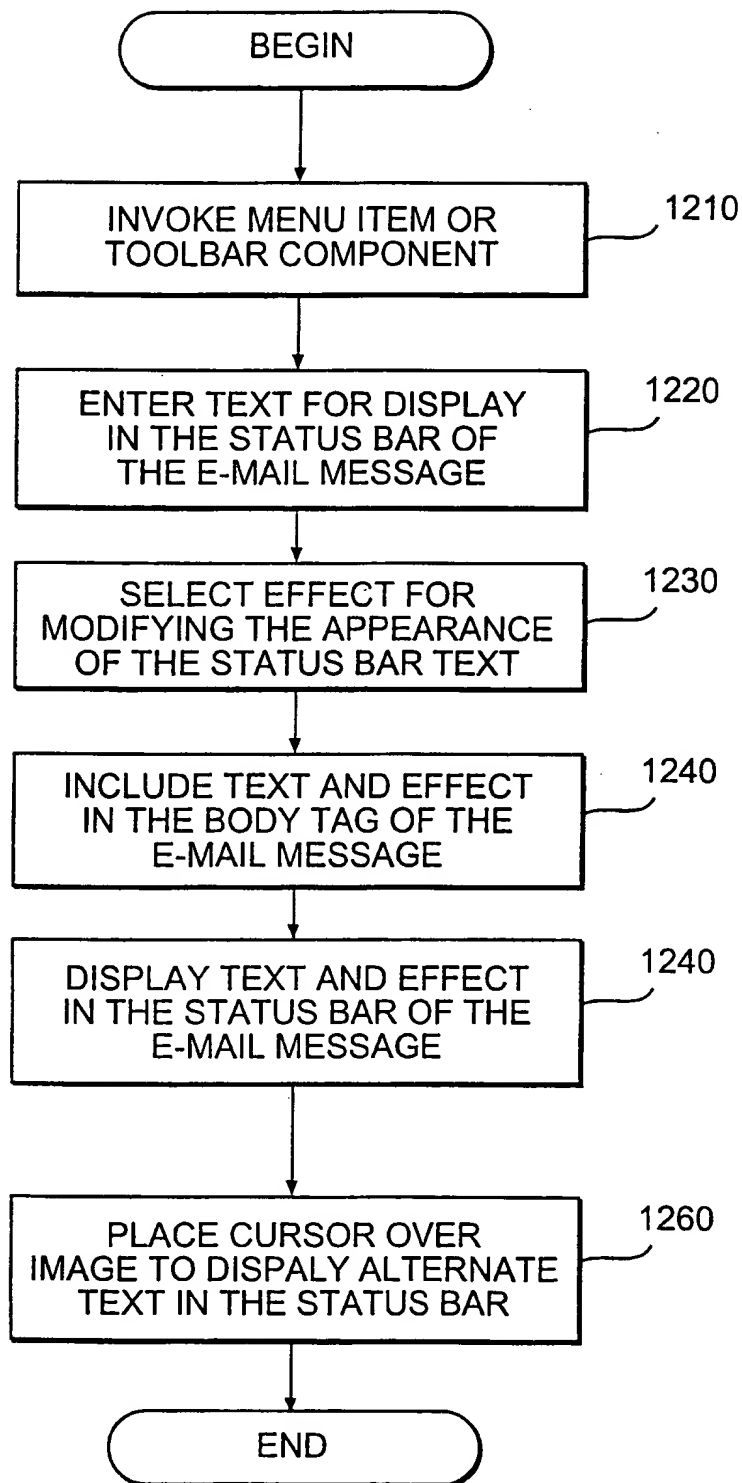 BEGIN
INVOKE MENU ITEM OR
TOOLBAR COMPONENT
1210
ENTER TEXT FOR DISPLAY
IN THE STATUS BAR OF
THE E-MAIL MESSAGE
1220
SELECT EFFECT FOR
MODIFYING THE APPEARANCE
OF THE STATUS BAR TEXT
1230
INCLUDE TEXT AND EFFECT
IN THE BODY TAG OF THE
E-MAIL MESSAGE
1240
DISPLAY TEXT AND EFFECT
IN THE STATUS BAR OF THE
E-MAIL MESSAGE
1240
PLACE CURSOR OVER
IMAGE TO DISPALY ALTERNATE
TEXT IN THE STATUS BAR
1260
END